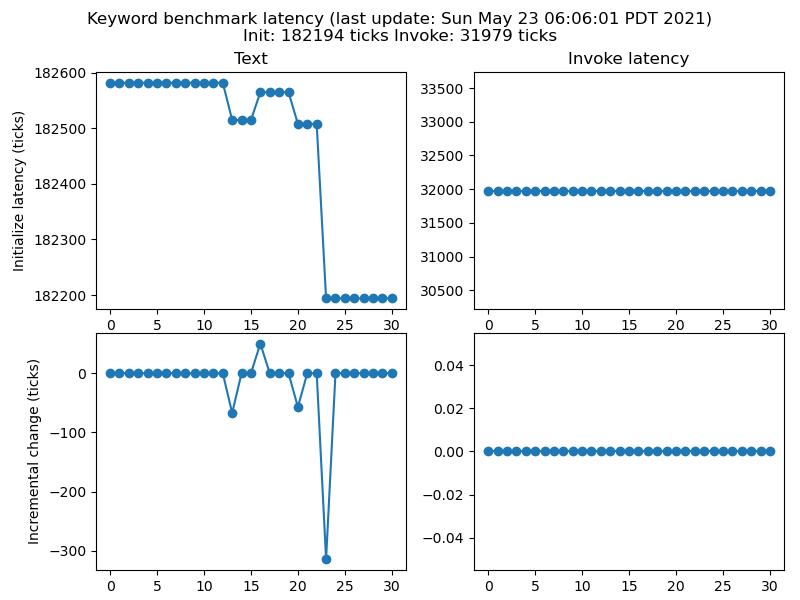 Keyword benchmark latency (last update: Sun May 23 06:06:01 PDT 2021)
Init: 182194 ticks Invoke: 31979 ticks
Text
Initialize latency (ticks)
182600
182500
182400
182300
182200
0 5 10 15 20 25 30
Invoke latency
33500
33000
32500
32000
31500
31000
30500
0 5 10 15 20 25 30
Incremental change (ticks)
0
−100
−200
−300
0 5 10 15 20 25 30
0.04
0.02
0.00
−0.02
−0.04
0 5 10 15 20 25 30